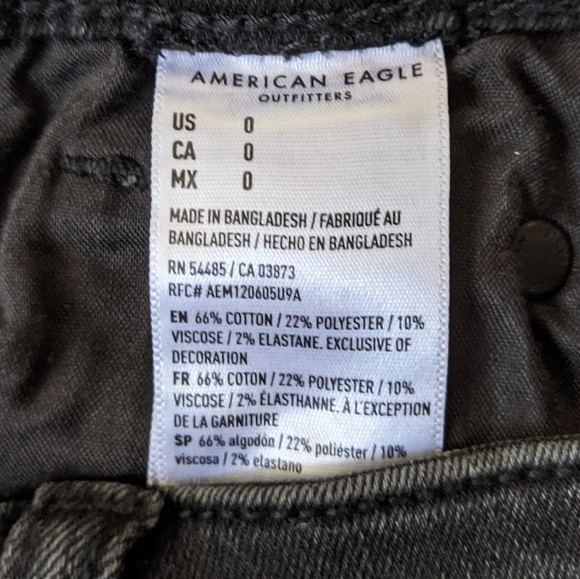 AMERICAN EAGLE
OUTFITTERS
US 0
CA 0
MX 0
MADE IN BANGLADESH / FABRIQUÉ AU
BANGLADESH / HECHO EN BANGLADESH
RN 54485 / CA 03873
RFC# AEM120605U9A
EN 66% COTTON / 22% POLYESTER / 10%
VISCOSE / 2% ELASTANE. EXCLUSIVE OF
DECORATION
FR 66% COTON / 22% POLYESTER / 10%
VISCOSE / 2% ÉLASTHANNE. À L'EXCEPTION
DE LA GARNITURE
SP 66% algodón / 22% poliéster / 10%
viscosa / 2% elastano